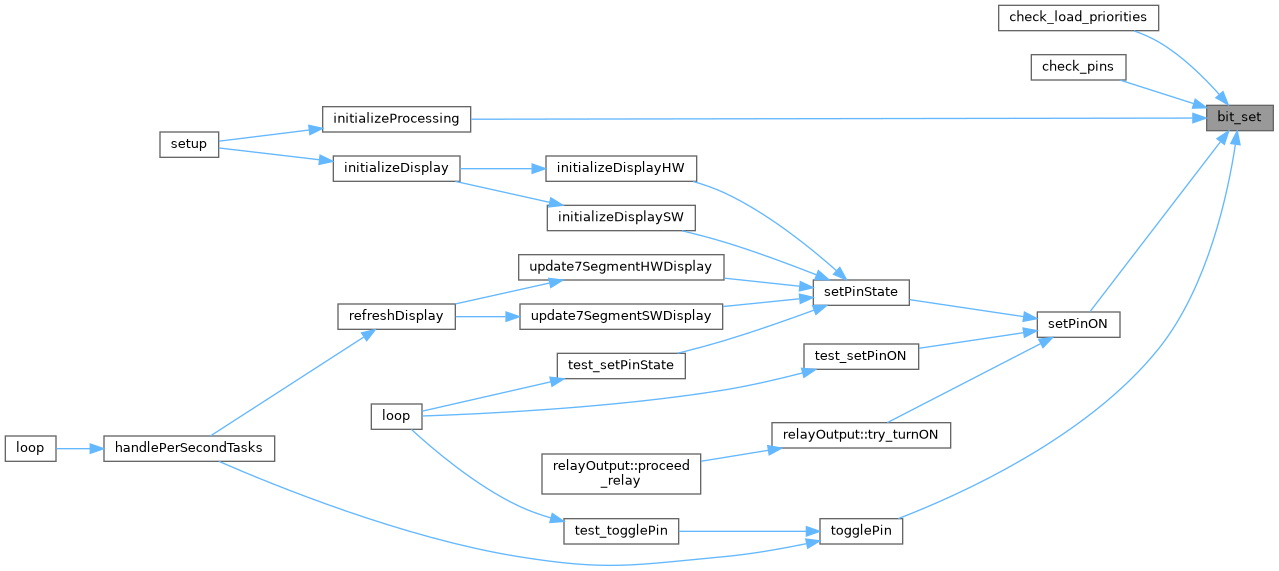 check_load_priorities
check_pins
bit_set
initializeProcessing
setup
initializeDisplay
initializeDisplayHW
initializeDisplaySW
update7SegmentHWDisplay
setPinState
refreshDisplay
update7SegmentSWDisplay
setPinON
test_setPinON
test_setPinState
loop
relayOutput::try_turnON
loop
handlePerSecondTasks
relayOutput::proceed
_relay
test_togglePin
togglePin